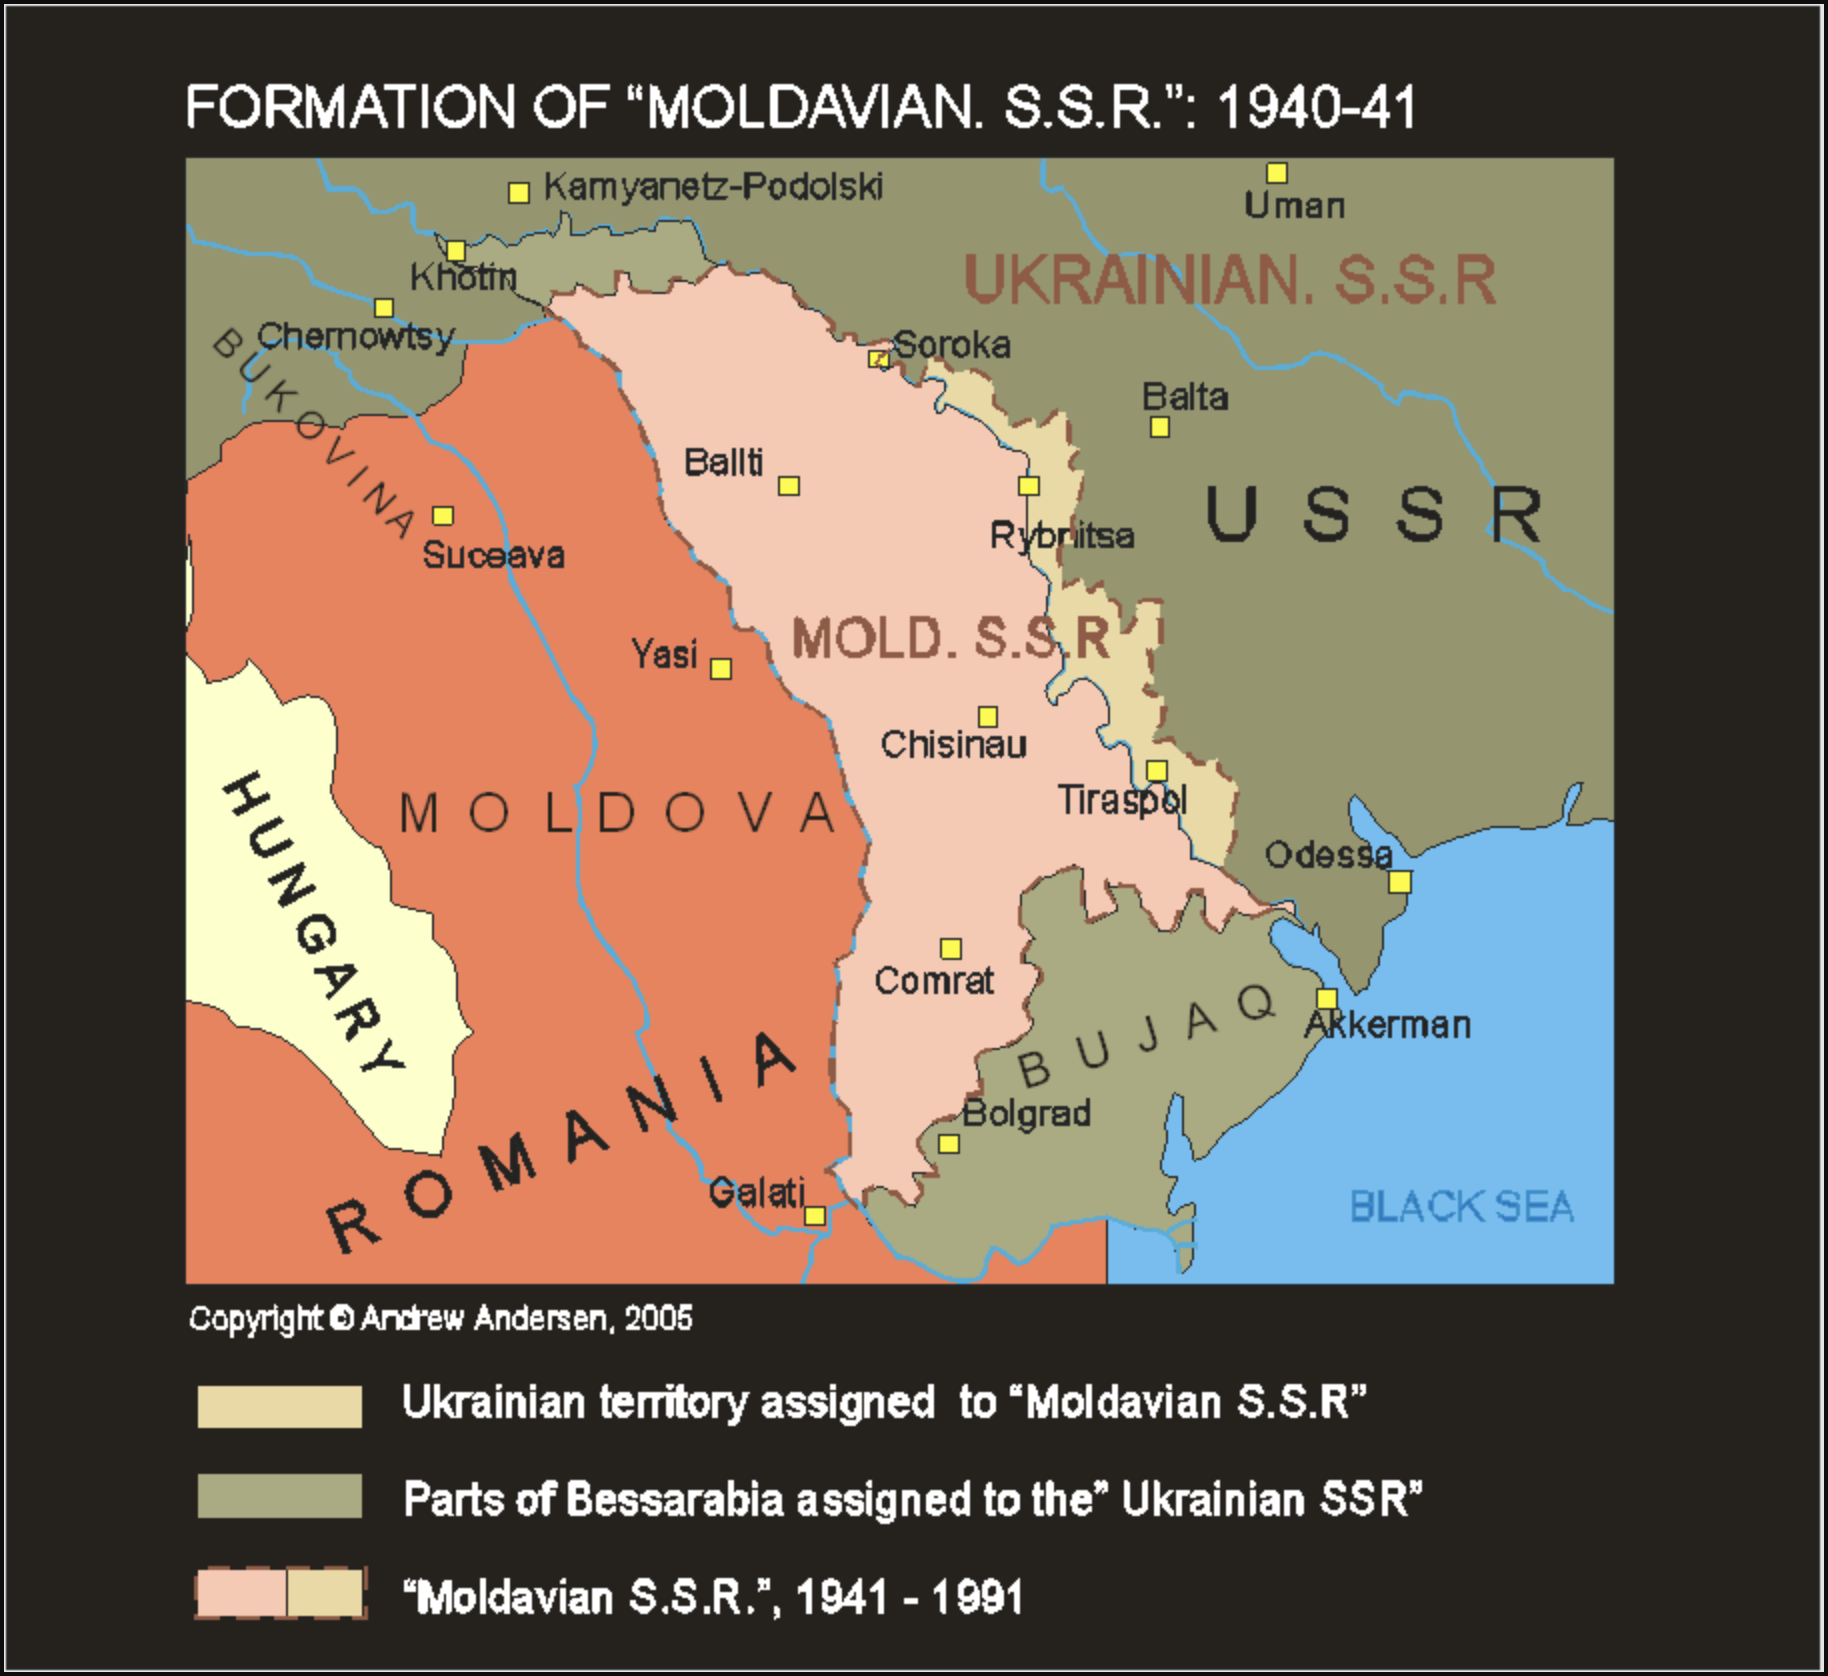 FORMATION OF “MOLDAVIAN. S.S.R.”: 1940-41
Kamyanetz-Podolski
Uman
Khotin
UKRAINIAN. S.S.R
Chernowtsy
BUKOVINA
Soroka
Balta
Ballti
USSR
Suceava
Rybnitsa
Yasi
MOLD. S.S.R
Chisinau
HUNGARY
MOLDOVA
Tiraspol
Odessa
Comrat
BUJAQ
Akkerman
ROMANIA
Bolgrad
Galati
BLACK SEA
Copyright © Andrew Andersen, 2005
Ukrainian territory assigned to “Moldavian S.S.R”
Parts of Bessarabia assigned to the” Ukrainian SSR”
“Moldavian S.S.R.”, 1941 - 1991